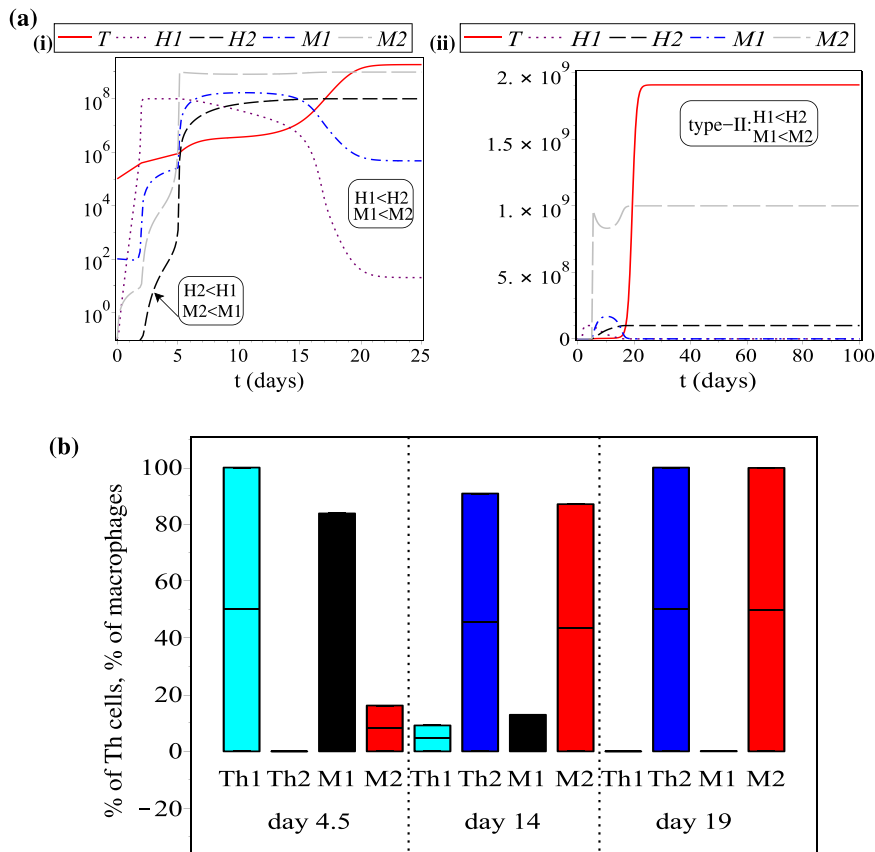 (a)
(i) T H1 H2 M1 M2
10^8
10^6
10^4
10^2
10^0
H1<H2
M1<M2
H2<H1
M2<M1
0 5 10 15 20 25
t (days)
(ii) T H1 H2 M1 M2
2. × 10^9
1.5 × 10^9
1. × 10^9
5. × 10^8
0
type−II: H1<H2
M1<M2
0 20 40 60 80 100
t (days)
(b)
% of Th cells, % of macrophages
100
80
60
40
20
0
−20
Th1 Th2 M1 M2 Th1 Th2 M1 M2 Th1 Th2 M1 M2
day 4.5 day 14 day 19